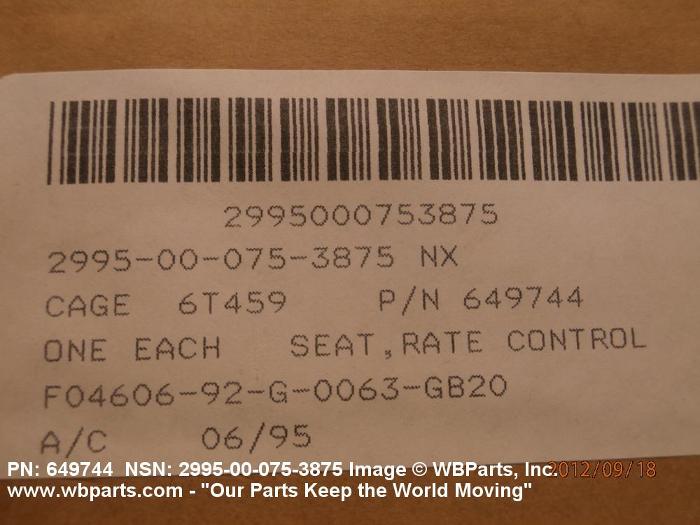 2995000753875
2995-00-075-3875 NX
CAGE 6T459 P/N 649744
ONE EACH SEAT,RATE CONTROL
F04606-92-G-0063-GB20
A/C 06/95
PN: 649744 NSN: 2995-00-075-3875 Image © WBParts, Inc. 2012/09/18
www.wbparts.com - "Our Parts Keep the World Moving"